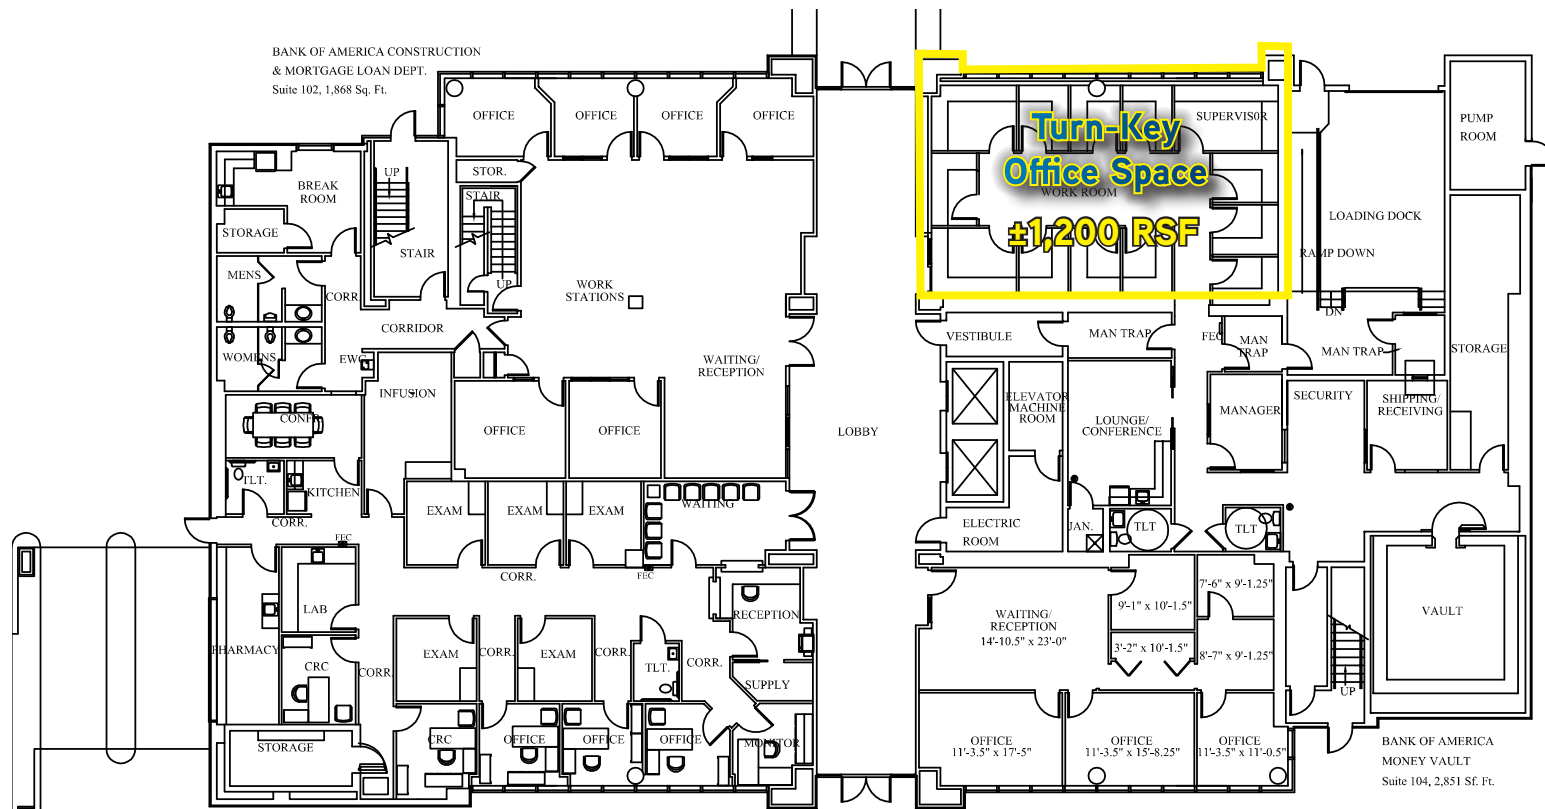 BANK OF AMERICA CONSTRUCTION
& MORTGAGE LOAN DEPT.
Suite 102, 1,868 Sq. Ft.
OFFICE
OFFICE
OFFICE
OFFICE
SUPERVISOR
Turn-Key
Office Space
WORK ROOM
±1,200 RSF
PUMP
ROOM
BREAK
ROOM
UP
STOR.
STAIR
STORAGE
STAIR
LOADING DOCK
RAMP DOWN
MENS
CORR.
UP
WORK
STATIONS
DN
CORRIDOR
VESTIBULE
MAN TRAP
FEC
MAN
TRAP
MAN TRAP
STORAGE
WOMENS
EWC
WAITING/
RECEPTION
INFUSION
ELEVATOR
MACHINE
ROOM
SECURITY
SHIPPING/
RECEIVING
MANAGER
CONFR.
OFFICE
OFFICE
LOBBY
LOUNGE/
CONFERENCE
TLT.
KITCHEN
CORR.
FEC
EXAM
EXAM
EXAM
WAITING
ELECTRIC
ROOM
JAN.
TLT
TLT
CORR.
FEC
LAB
RECEPTION
WAITING/
RECEPTION
14'-10.5" x 23'-0"
9'-1" x 10'-1.5"
7'-6" x 9'-1.25"
VAULT
PHARMACY
CRC
CORR.
EXAM
CORR.
EXAM
CORR.
TLT.
CORR.
SUPPLY
3'-2" x 10'-1.5"
8'-7" x 9'-1.25"
UP
STORAGE
CRC
OFFICE
OFFICE
OFFICE
MONITOR
OFFICE
11'-3.5" x 17'-5"
OFFICE
11'-3.5" x 15'-8.25"
OFFICE
11'-3.5" x 11'-0.5"
BANK OF AMERICA
MONEY VAULT
Suite 104, 2,851 Sf. Ft.